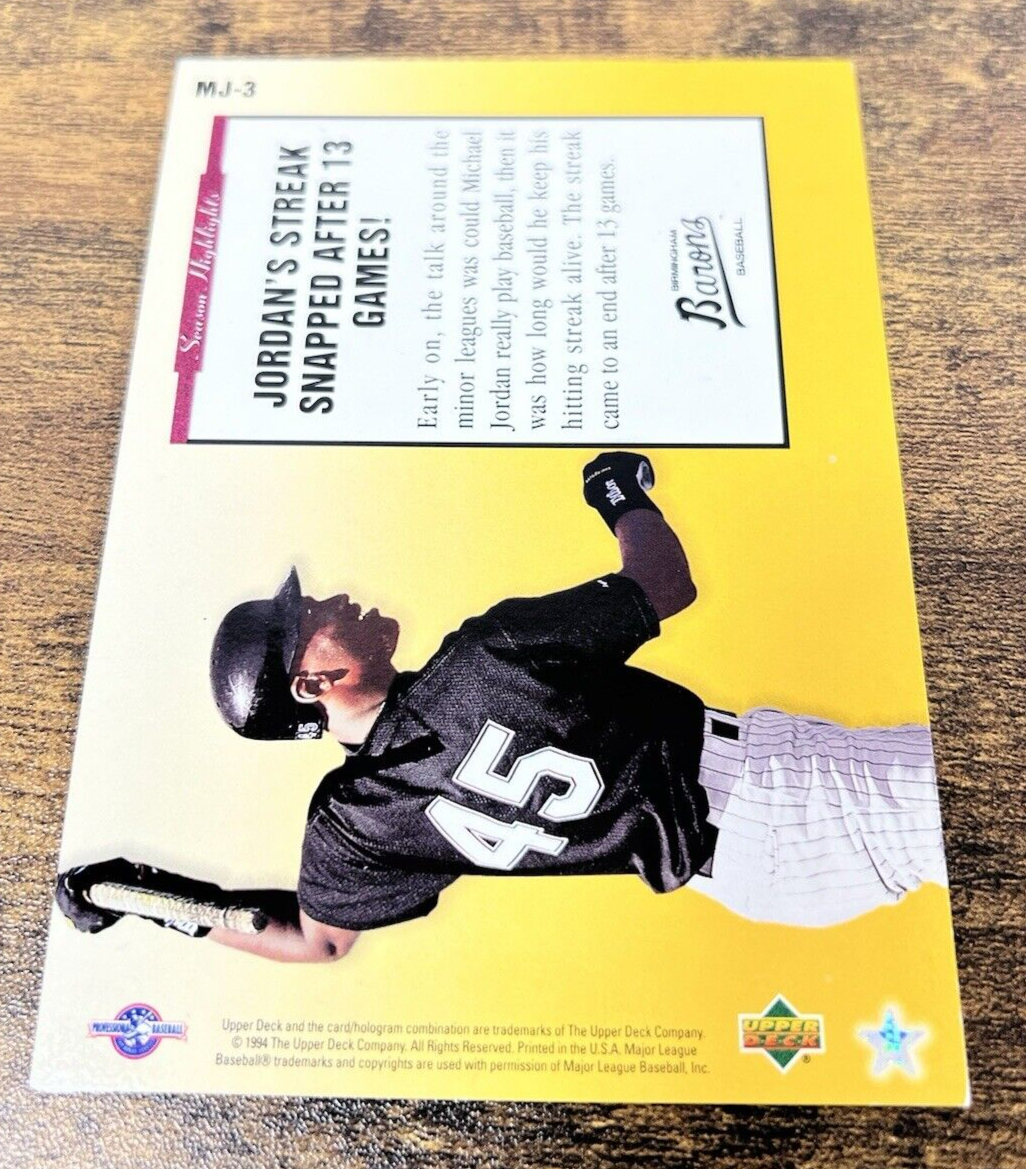 MJ-3
Season Highlights
JORDAN'S STREAK
SNAPPED AFTER 13
GAMES!
Early on, the talk around the
minor leagues was could Michael
Jordan really play baseball, then it
was how long would he keep his
hitting streak alive. The streak
came to an end after 13 games.
BIRMINGHAM
Barons
BASEBALL
Wilson
45
45
PROFESSIONAL BASEBALL
Upper Deck and the card/hologram combination are trademarks of The Upper Deck Company.
© 1994 The Upper Deck Company. All Rights Reserved. Printed in the U.S.A. Major League
Baseball® trademarks and copyrights are used with permission of Major League Baseball, Inc.
UPPER
DECK
®